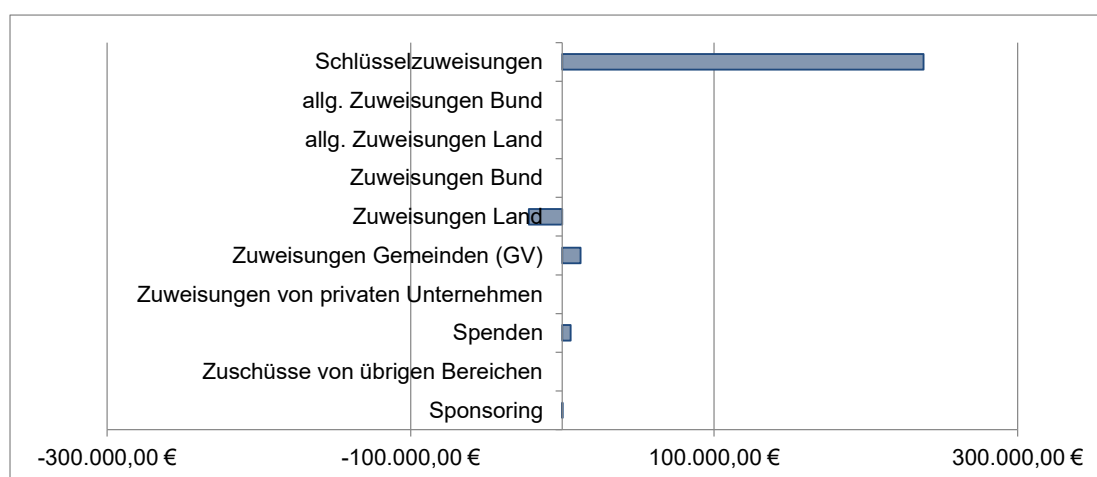 Schlüsselzuweisungen
allg. Zuweisungen Bund
allg. Zuweisungen Land
Zuweisungen Bund
Zuweisungen Land
Zuweisungen Gemeinden (GV)
Zuweisungen von privaten Unternehmen
Spenden
Zuschüsse von übrigen Bereichen
Sponsoring
-300.000,00 € -100.000,00 € 100.000,00 € 300.000,00 €